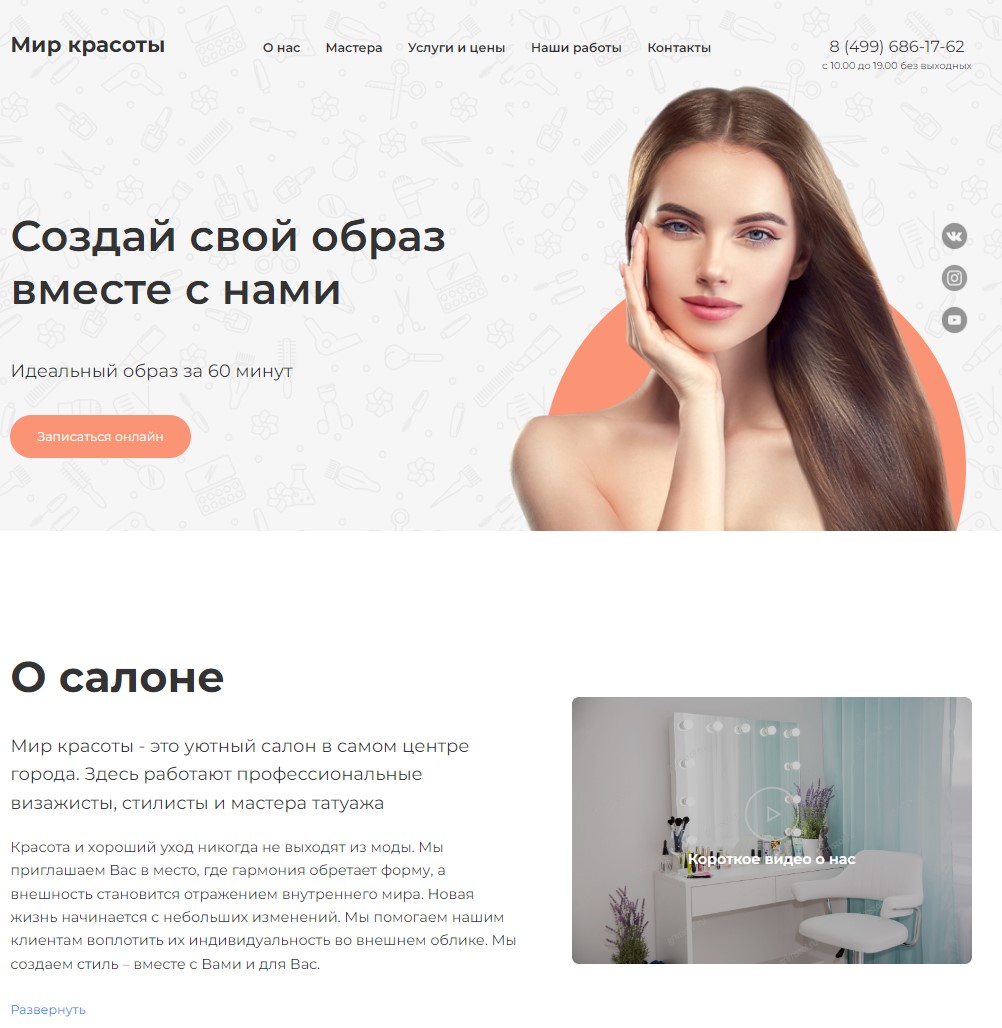 Мир красоты
О нас
Мастера
Услуги и цены
Наши работы
Контакты
8 (499) 686-17-62
с 10.00 до 19.00 без выходных
Создай свой образ
вместе с нами
Идеальный образ за 60 минут
Записаться онлайн
О салоне
Мир красоты - это уютный салон в самом центре
города. Здесь работают профессиональные
визажисты, стилисты и мастера татуажа
Красота и хороший уход никогда не выходят из моды. Мы
приглашаем Вас в место, где гармония обретает форму, а
внешность становится отражением внутреннего мира. Новая
жизнь начинается с небольших изменений. Мы помогаем нашим
клиентам воплотить их индивидуальность во внешнем облике. Мы
создаем стиль – вместе с Вами и для Вас.
Развернуть
Короткое видео о нас